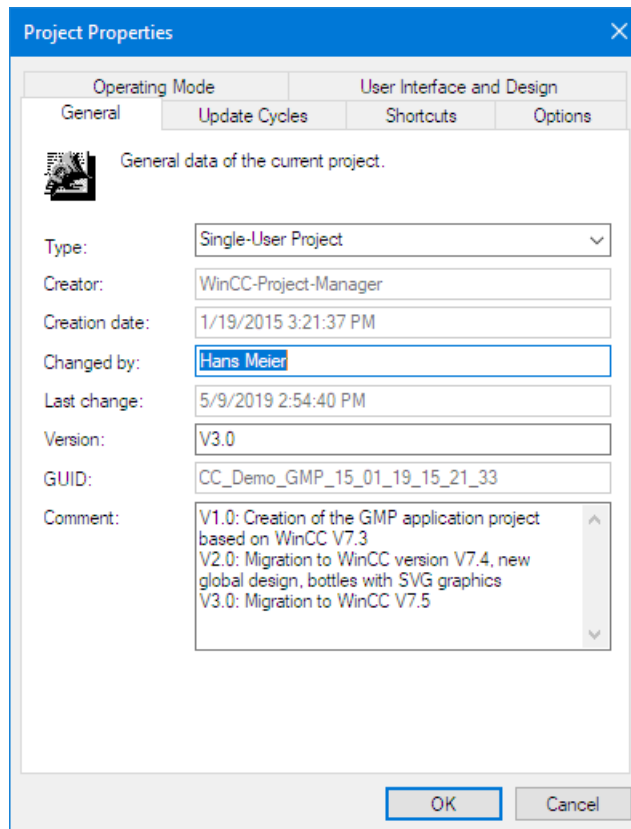 Project Properties
Operating Mode
User Interface and Design
General
Update Cycles
Shortcuts
Options
General data of the current project.
Type:
Single-User Project
Creator:
WinCC-Project-Manager
Creation date:
1/19/2015 3:21:37 PM
Changed by:
Hans Meier
Last change:
5/9/2019 2:54:40 PM
Version:
V3.0
GUID:
CC_Demo_GMP_15_01_19_15_21_33
Comment:
V1.0: Creation of the GMP application project
based on WinCC V7.3
V2.0: Migration to WinCC version V7.4, new
global design, bottles with SVG graphics
V3.0: Migration to WinCC V7.5
OK
Cancel